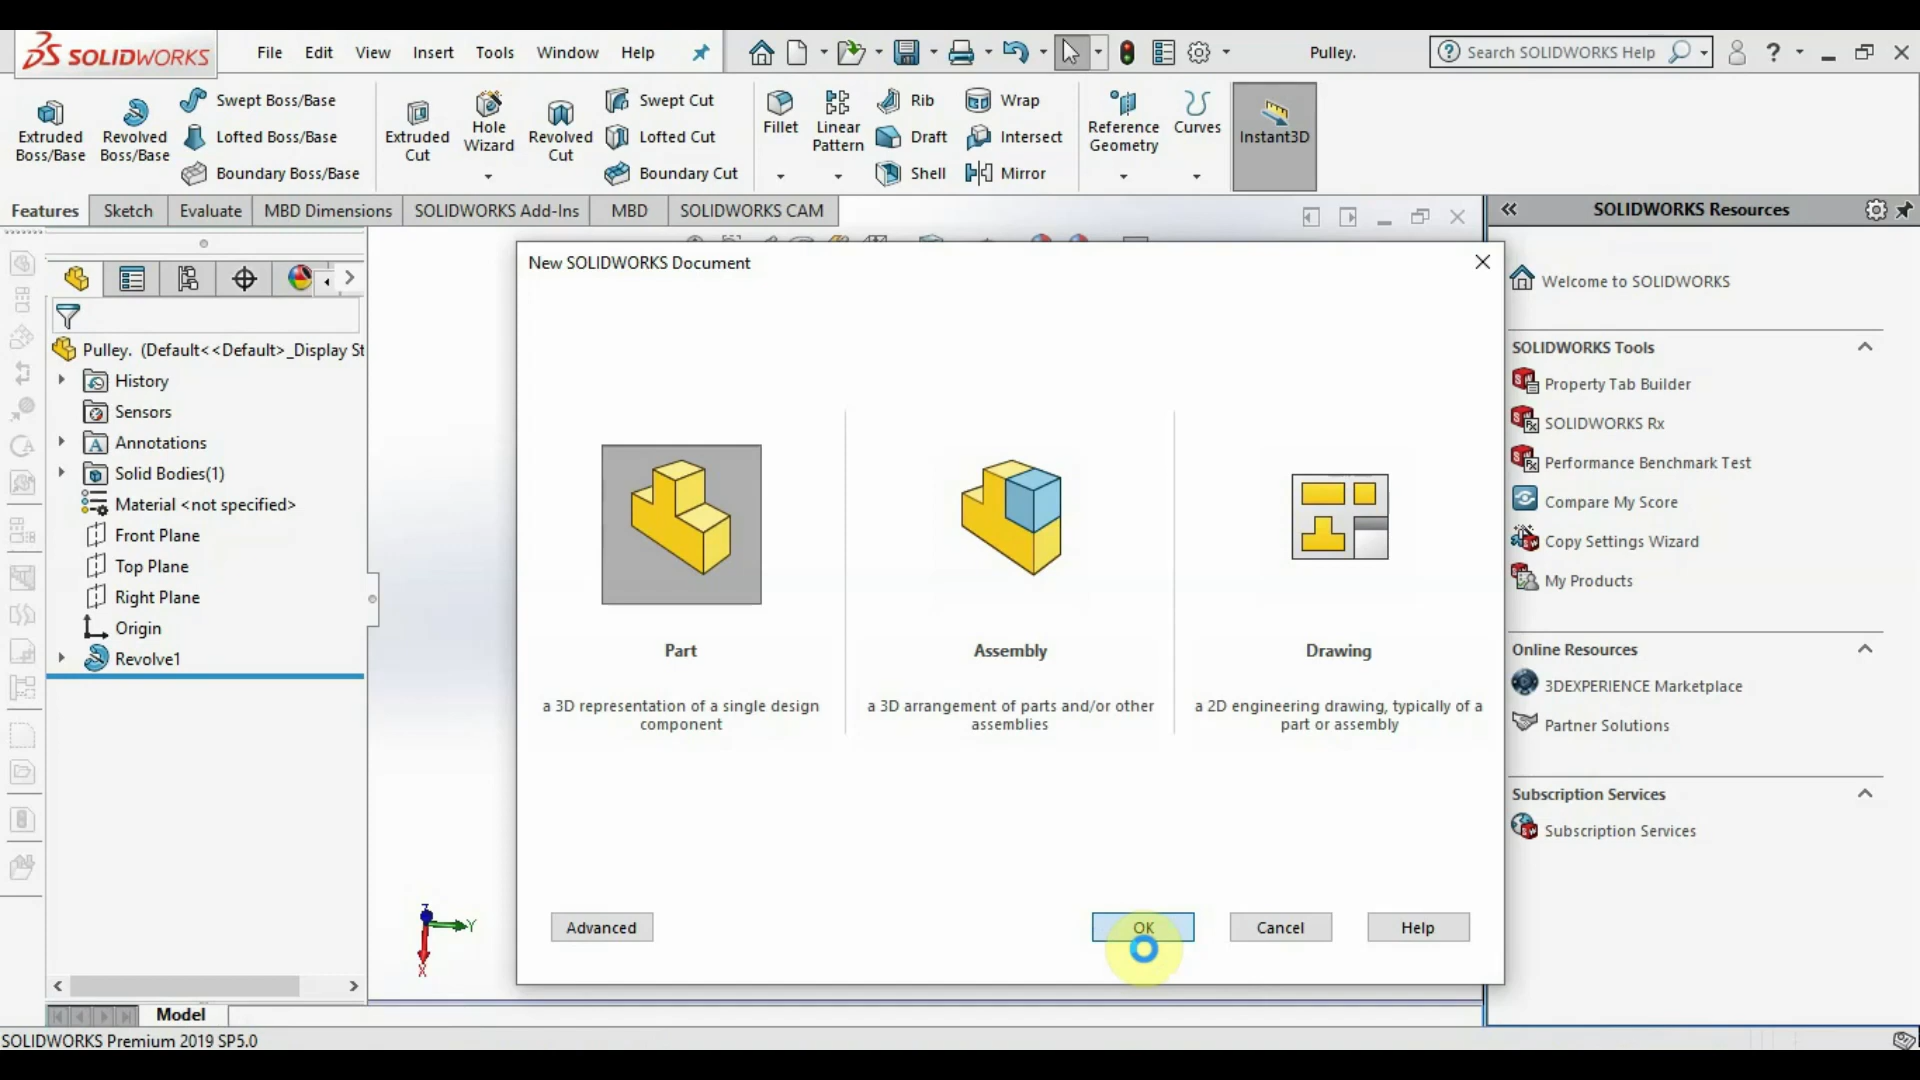 SOLIDWORKS
File Edit View Insert Tools Window Help
Pulley.
Search SOLIDWORKS Help
Extruded Boss/Base
Revolved Boss/Base
Swept Boss/Base
Lofted Boss/Base
Boundary Boss/Base
Extruded Cut
Hole Wizard
Revolved Cut
Swept Cut
Lofted Cut
Boundary Cut
Fillet
Linear Pattern
Rib
Draft
Shell
Wrap
Intersect
Mirror
Reference Geometry
Curves
Instant3D
Features Sketch Evaluate MBD Dimensions SOLIDWORKS Add-Ins MBD SOLIDWORKS CAM
Pulley. (Default<<Default>_Display St
History
Sensors
Annotations
Solid Bodies(1)
Material <not specified>
Front Plane
Top Plane
Right Plane
Origin
Revolve1
New SOLIDWORKS Document
Part
a 3D representation of a single design
component
Assembly
a 3D arrangement of parts and/or other
assemblies
Drawing
a 2D engineering drawing, typically of a
part or assembly
Advanced
OK
Cancel
Help
Z
Y
X
SOLIDWORKS Resources
Welcome to SOLIDWORKS
SOLIDWORKS Tools
Property Tab Builder
SOLIDWORKS Rx
Performance Benchmark Test
Compare My Score
Copy Settings Wizard
My Products
Online Resources
3DEXPERIENCE Marketplace
Partner Solutions
Subscription Services
Subscription Services
Model
SOLIDWORKS Premium 2019 SP5.0